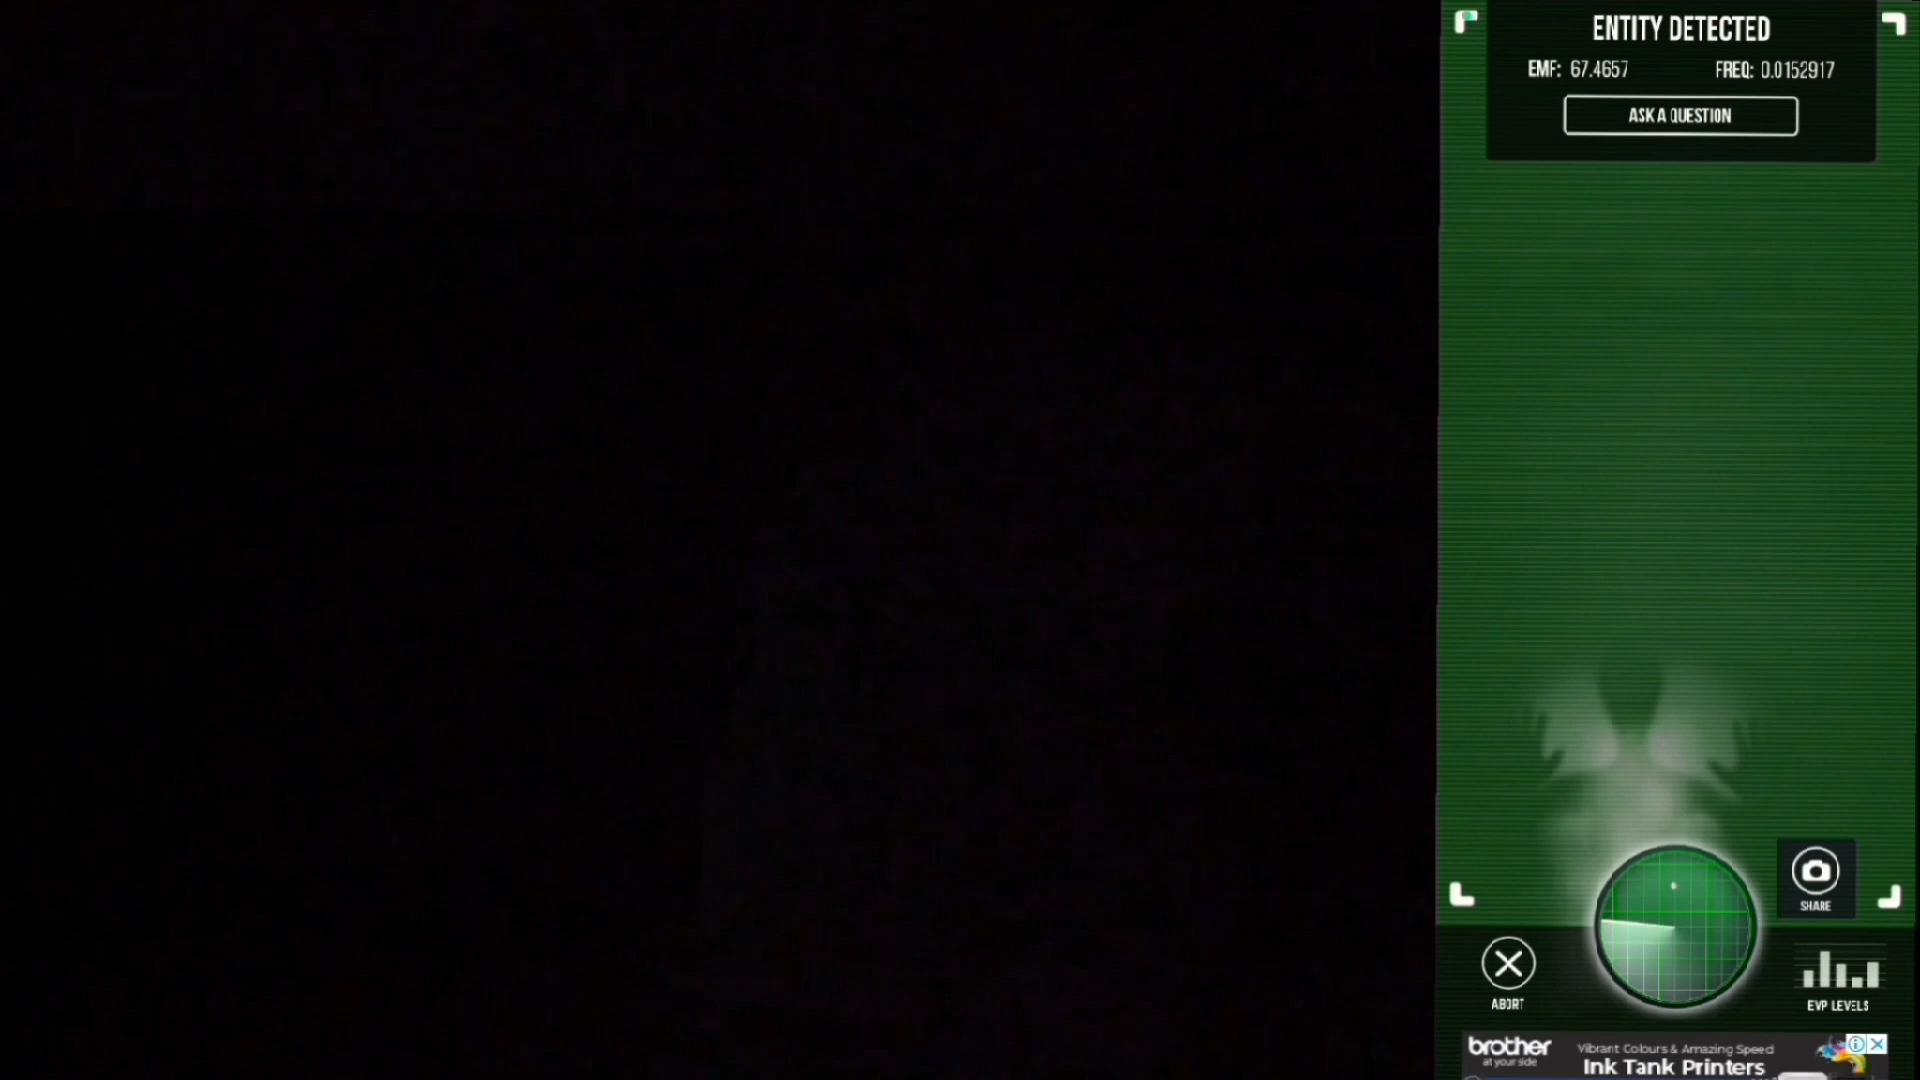 ENTITY DETECTED
EMF: 67.4657 FREQ: 0.0152917
ASK A QUESTION
SHARE
ABORT
EVP LEVELS
brother
at your side
Vibrant Colours & Amazing Speed
Ink Tank Printers